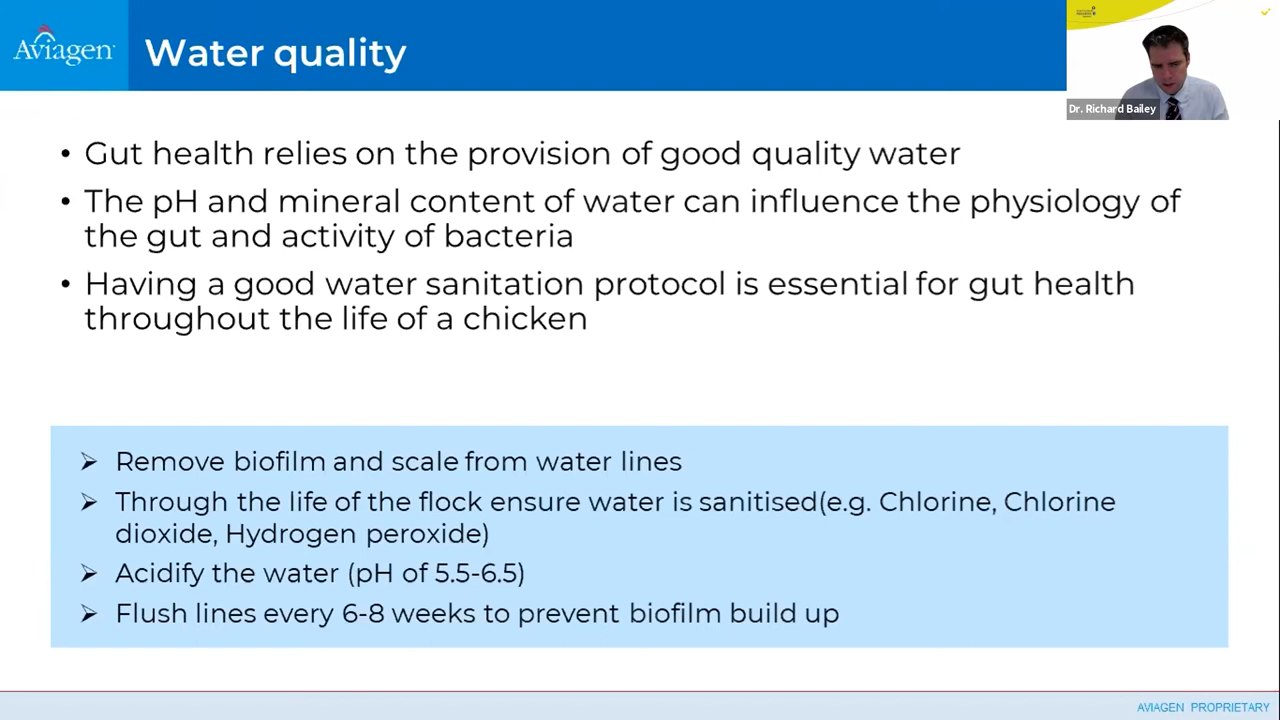 Aviagen
Water quality
Dr. Richard Bailey
• Gut health relies on the provision of good quality water
• The pH and mineral content of water can influence the physiology of
the gut and activity of bacteria
• Having a good water sanitation protocol is essential for gut health
throughout the life of a chicken
➢ Remove biofilm and scale from water lines
➢ Through the life of the flock ensure water is sanitised(e.g. Chlorine, Chlorine
dioxide, Hydrogen peroxide)
➢ Acidify the water (pH of 5.5-6.5)
➢ Flush lines every 6-8 weeks to prevent biofilm build up
AVIAGEN PROPRIETARY